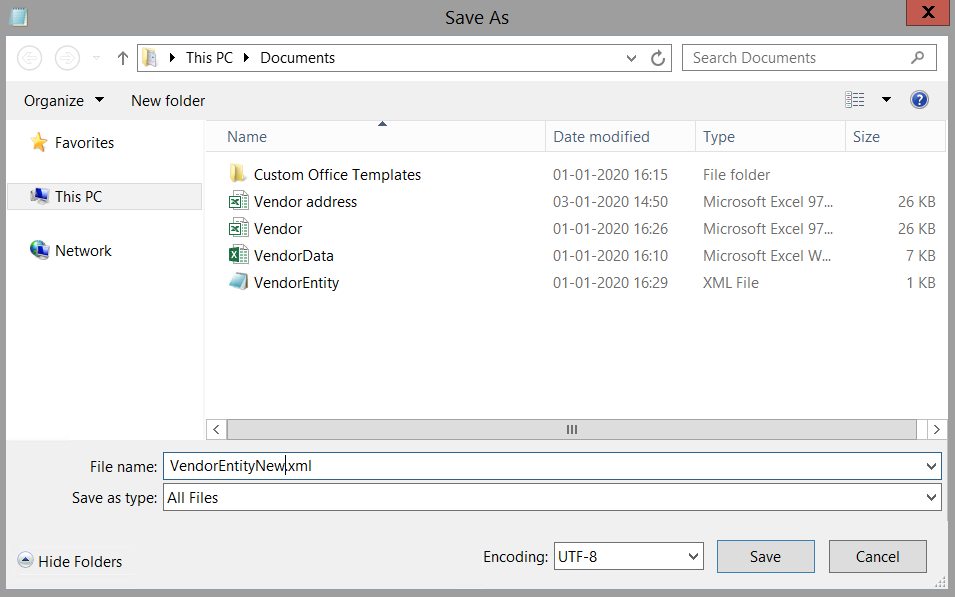 Save As
This PC Documents
Search Documents
Organize New folder
Name Date modified Type Size
Favorites
This PC
Network
Custom Office Templates 01-01-2020 16:15 File folder
Vendor address 03-01-2020 14:50 Microsoft Excel 97... 26 KB
Vendor 01-01-2020 16:26 Microsoft Excel 97... 26 KB
VendorData 01-01-2020 16:10 Microsoft Excel W... 7 KB
VendorEntity 01-01-2020 16:29 XML File 1 KB
File name: VendorEntityNew.xml
Save as type: All Files
Hide Folders Encoding: UTF-8 Save Cancel